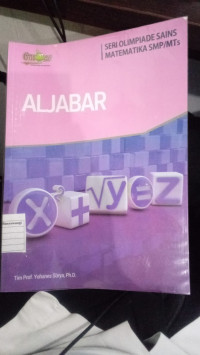 SERI OLIMPIADE SAINS
MATEMATIKA SMP/MTs
ALJABAR
x + √ y e z
Tim Prof. Yohanes Surya, Ph.D.